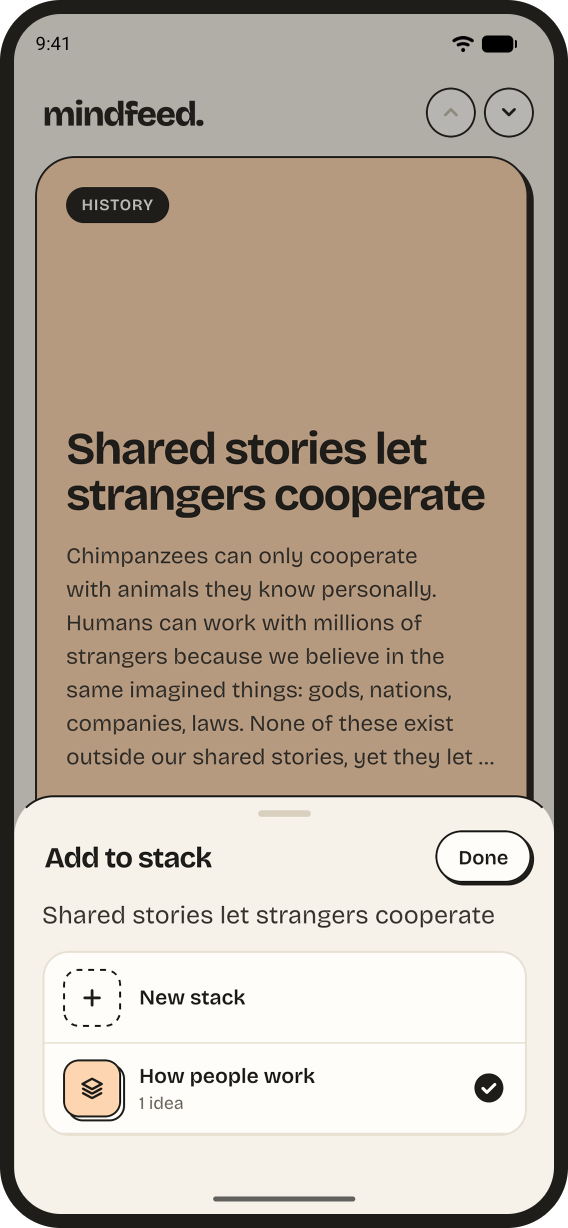 9:41
mindfeed.
HISTORY
Shared stories let
strangers cooperate
Chimpanzees can only cooperate
with animals they know personally.
Humans can work with millions of
strangers because we believe in the
same imagined things: gods, nations,
companies, laws. None of these exist
outside our shared stories, yet they let ...
Add to stack
Done
Shared stories let strangers cooperate
New stack
How people work
1 idea